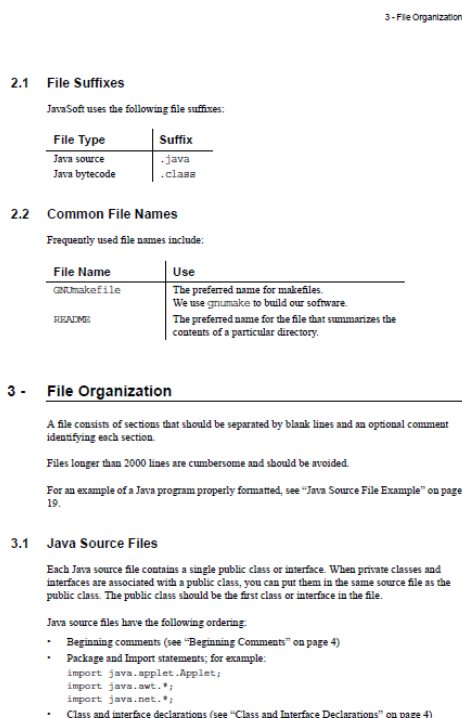 3 - File Organization
2.1 File Suffixes
JavaSoft uses the following file suffixes:
File Type Suffix
Java source .java
Java bytecode .class
2.2 Common File Names
Frequently used file names include:
File Name Use
GNUmakefile The preferred name for makefiles.
We use gnumake to build our software.
README The preferred name for the file that summarizes the
contents of a particular directory.
3 - File Organization
A file consists of sections that should be separated by blank lines and an optional comment
identifying each section.
Files longer than 2000 lines are cumbersome and should be avoided.
For an example of a Java program properly formatted, see “Java Source File Example” on page
19.
3.1 Java Source Files
Each Java source file contains a single public class or interface. When private classes and
interfaces are associated with a public class, you can put them in the same source file as the
public class. The public class should be the first class or interface in the file.
Java source files have the following ordering:
• Beginning comments (see “Beginning Comments” on page 4)
• Package and Import statements; for example:
import java.applet.Applet;
import java.awt.*;
import java.net.*;
• Class and interface declarations (see “Class and Interface Declarations” on page 4)